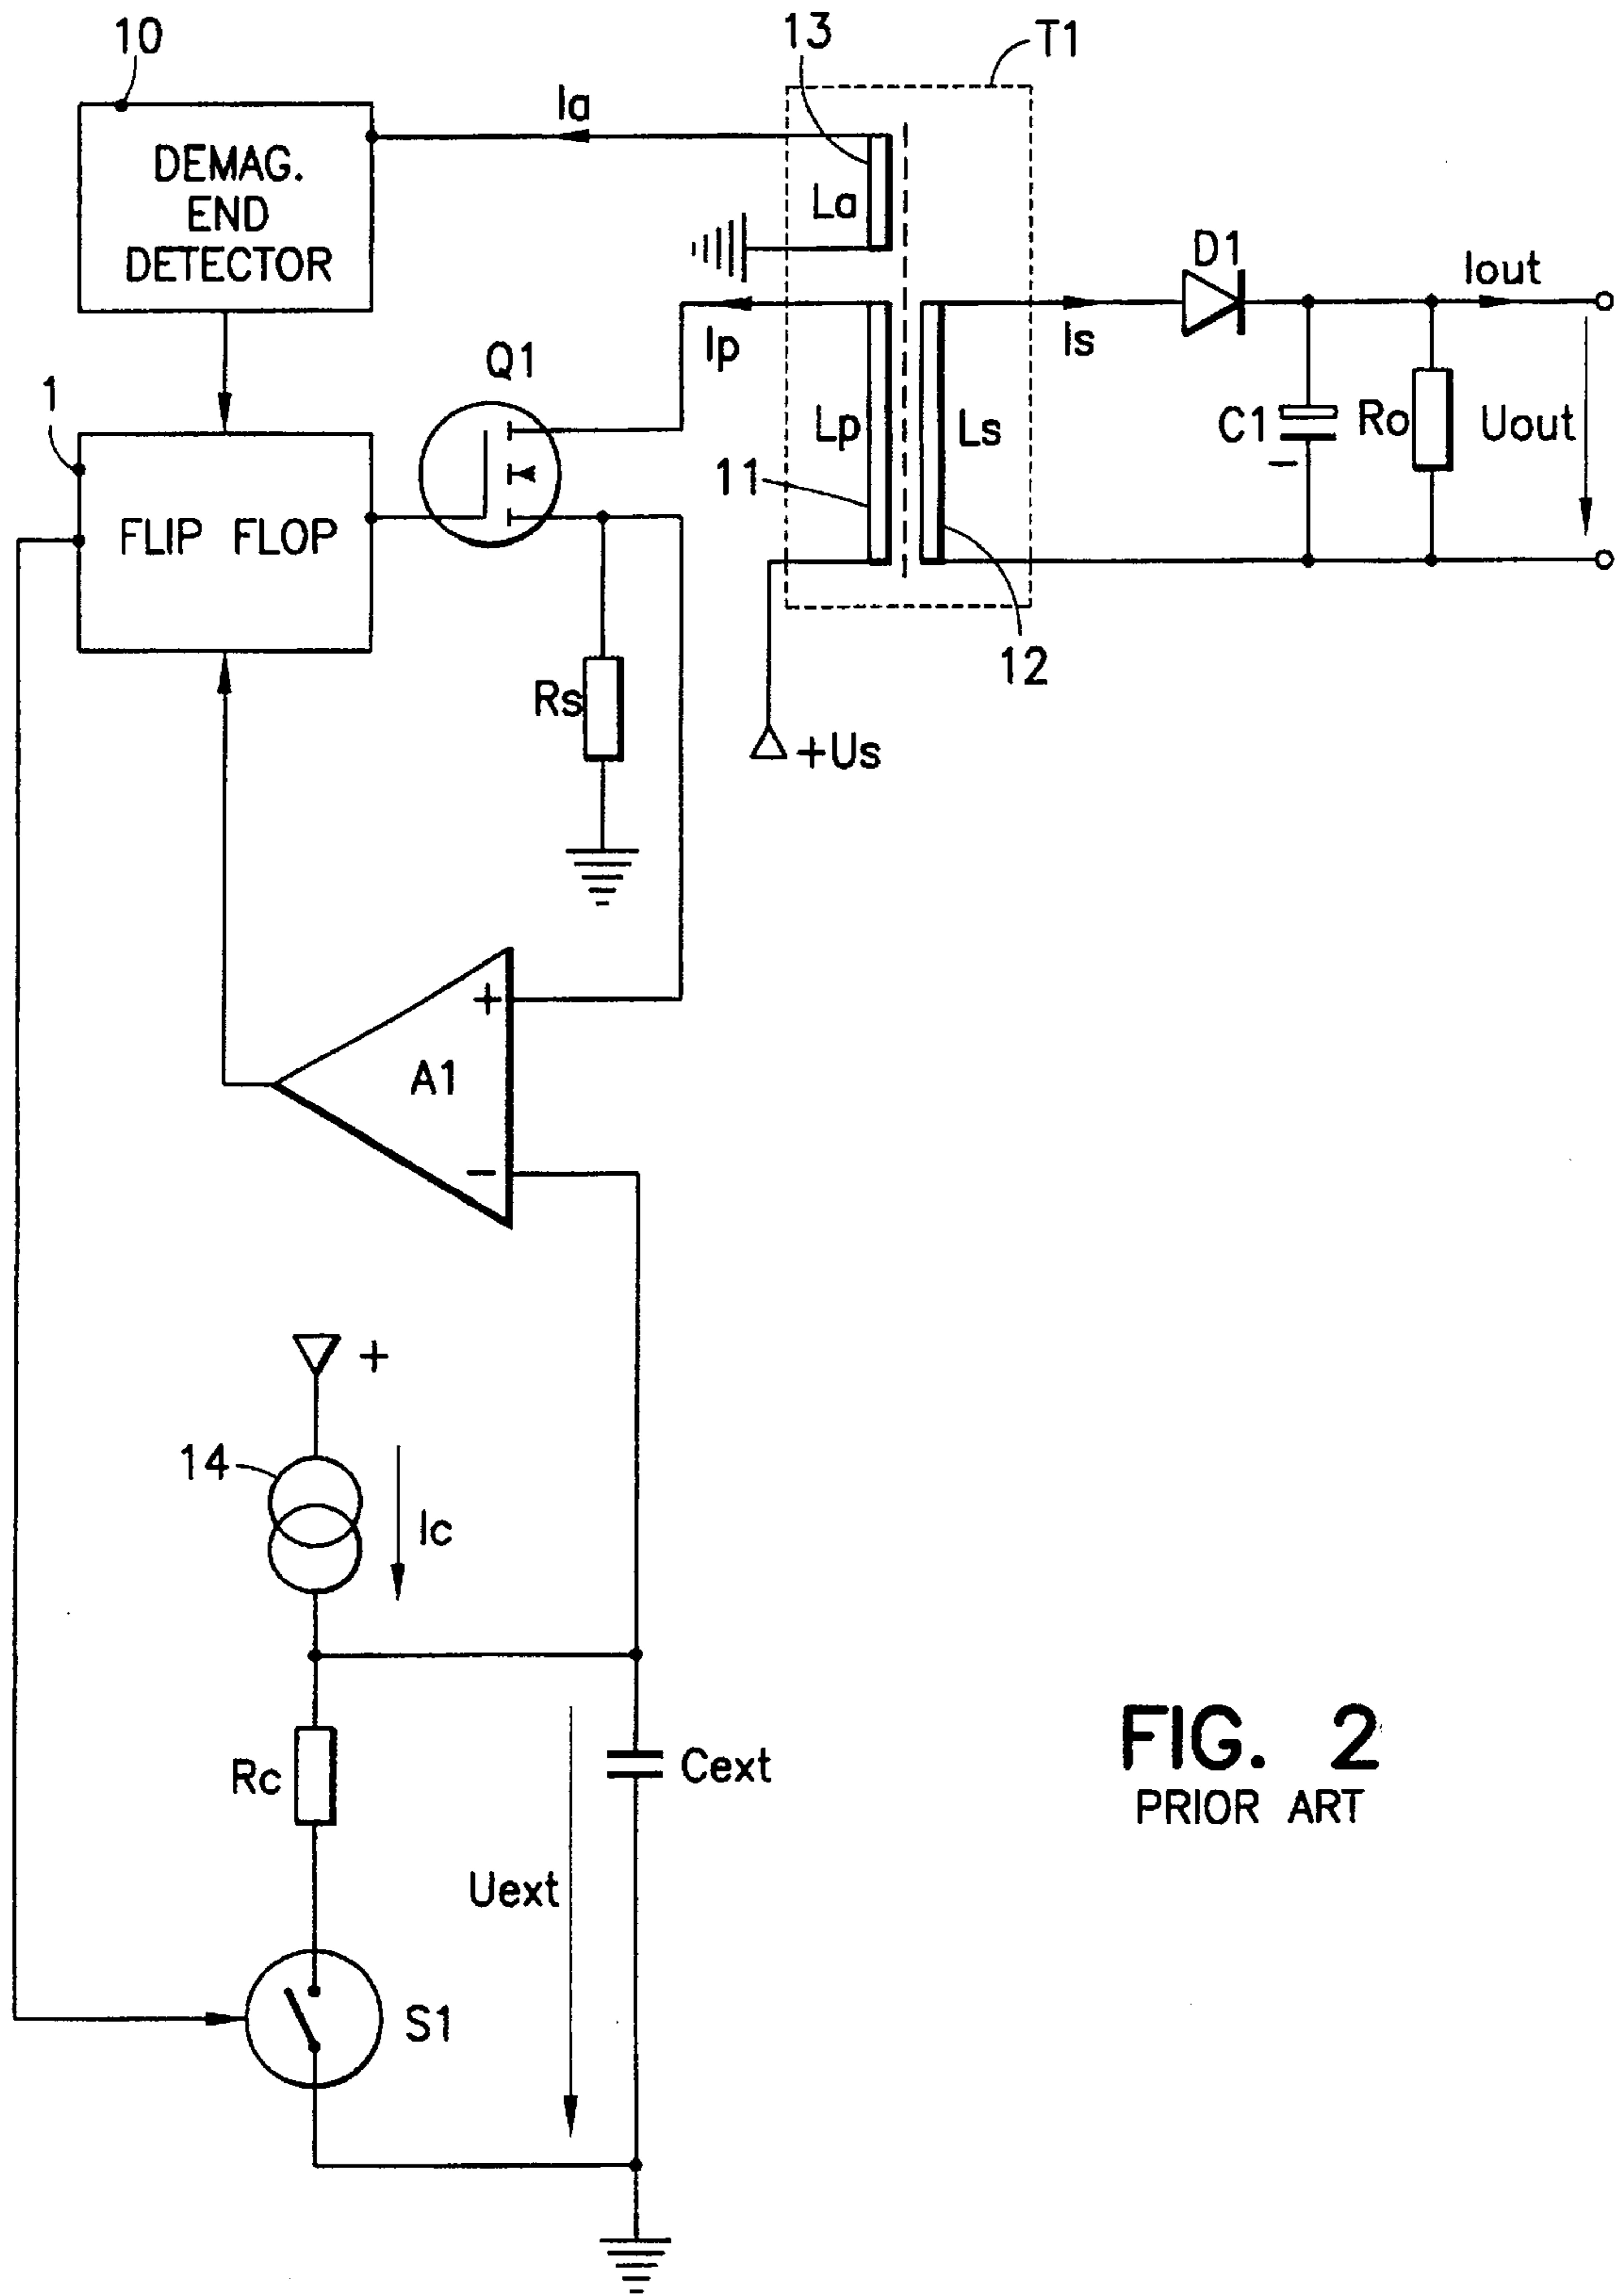 10
13
T1
Ia
DEMAG.
END
DETECTOR
La
D1
Iout
Ip
Is
Q1
1
Lp
Ls
C1
Ro
Uout
11
FLIP FLOP
12
Rs
+Us
+
A1
−
+
14
Ic
Rc
Cext
FIG. 2
PRIOR ART
Uext
S1